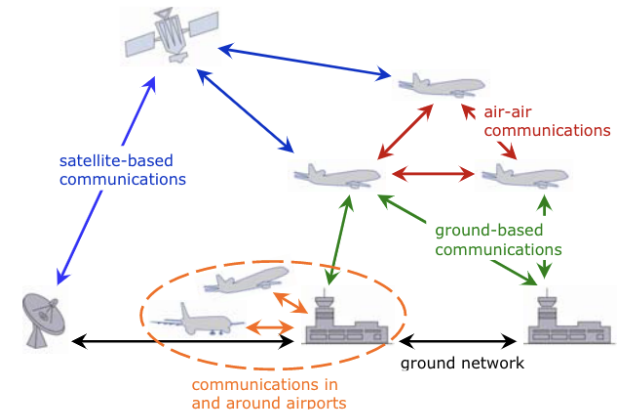 air-air
communications
satellite-based
communications
ground-based
communications
ground network
communications in
and around airports